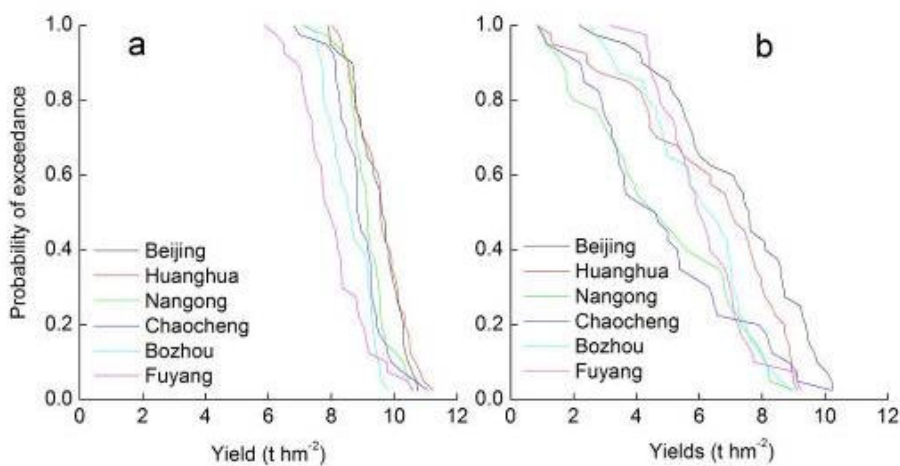 a
1.0
0.8
0.6
0.4
0.2
0.0
Probability of exceedance
Beijing
Huanghua
Nangong
Chaocheng
Bozhou
Fuyang
0 2 4 6 8 10 12
Yield (t hm-2)
b
1.0
0.8
0.6
0.4
0.2
0.0
Beijing
Huanghua
Nangong
Chaocheng
Bozhou
Fuyang
0 2 4 6 8 10 12
Yields (t hm-2)